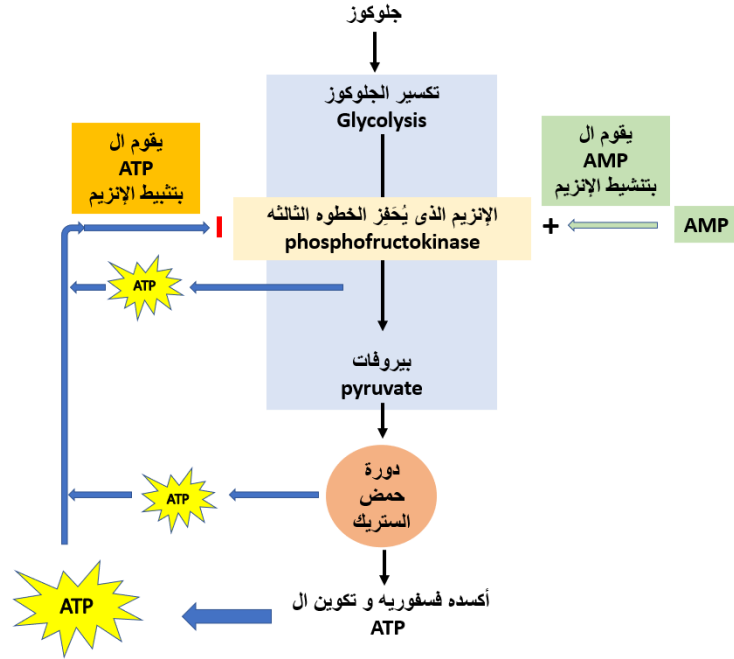 جلوكوز
تكسير الجلوكوز
Glycolysis
يقوم ال
ATP
بتثبيط الإنزيم
يقوم ال
AMP
بتنشيط الإنزيم
الإنزيم الذى يُحَفِز الخطوه الثالثه
phosphofructokinase
+
AMP
ATP
بيروفات
pyruvate
دورة
حمض
الستريك
ATP
أكسده فسفوريه و تكوين ال
ATP
ATP